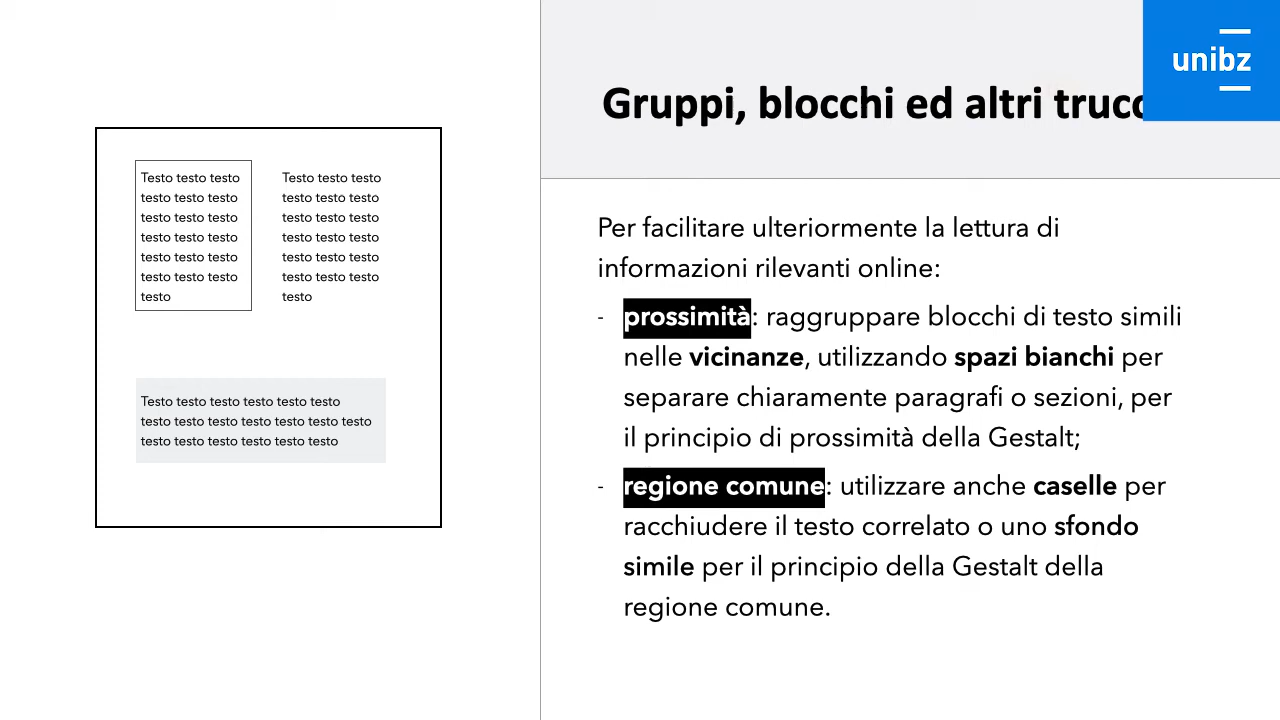 Testo testo testo
testo testo testo
testo testo testo
testo testo testo
testo testo testo
testo testo testo
testo
Testo testo testo
testo testo testo
testo testo testo
testo testo testo
testo testo testo
testo testo testo
testo
Testo testo testo testo testo testo
testo testo testo testo testo testo testo
testo testo testo testo testo testo
unibz
Gruppi, blocchi ed altri
Per facilitare ulteriormente la lettura di
informazioni rilevanti online:
- prossimità: raggruppare blocchi di testo simili
nelle vicinanze, utilizzando spazi bianchi per
separare chiaramente paragrafi o sezioni, per
il principio di prossimità della Gestalt;
- regione comune: utilizzare anche caselle per
racchiudere il testo correlato o uno sfondo
simile per il principio della Gestalt della
regione comune.